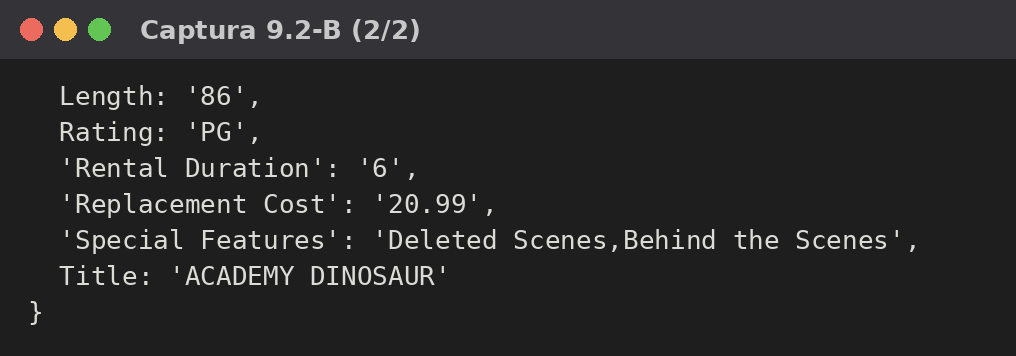 Captura 9.2-B (2/2)
Length: '86',
Rating: 'PG',
'Rental Duration': '6',
'Replacement Cost': '20.99',
'Special Features': 'Deleted Scenes,Behind the Scenes',
Title: 'ACADEMY DINOSAUR'
}